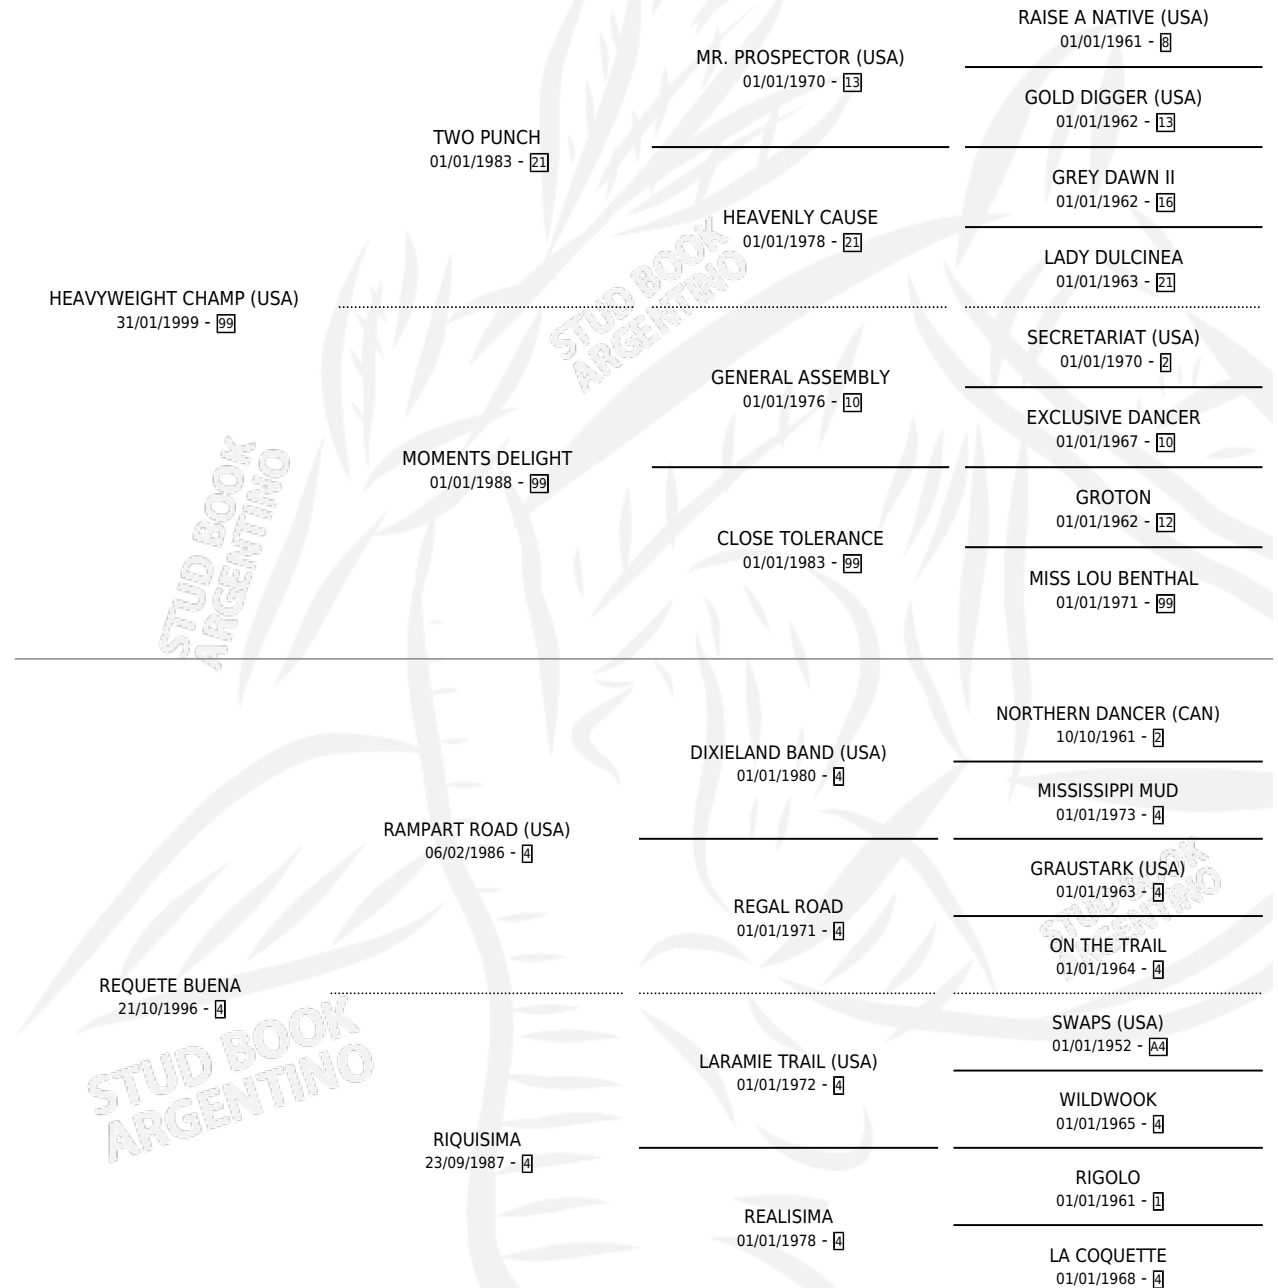 RAISE A NATIVE (USA)
01/01/1961 - 8
MR. PROSPECTOR (USA)
01/01/1970 - 13
GOLD DIGGER (USA)
01/01/1962 - 13
TWO PUNCH
01/01/1983 - 21
GREY DAWN II
01/01/1962 - 16
HEAVENLY CAUSE
01/01/1978 - 21
LADY DULCINEA
01/01/1963 - 21
HEAVYWEIGHT CHAMP (USA)
31/01/1999 - 99
STUD BOOK
ARGENTINO
SECRETARIAT (USA)
01/01/1970 - 2
GENERAL ASSEMBLY
01/01/1976 - 10
EXCLUSIVE DANCER
01/01/1967 - 10
MOMENTS DELIGHT
01/01/1988 - 99
GROTON
01/01/1962 - 12
CLOSE TOLERANCE
01/01/1983 - 99
MISS LOU BENTHAL
01/01/1971 - 99
STUD BOOK
ARGENTINO
NORTHERN DANCER (CAN)
10/10/1961 - 2
DIXIELAND BAND (USA)
01/01/1980 - 4
MISSISSIPPI MUD
01/01/1973 - 4
RAMPART ROAD (USA)
06/02/1986 - 4
GRAUSTARK (USA)
01/01/1963 - 4
REGAL ROAD
01/01/1971 - 4
ON THE TRAIL
01/01/1964 - 4
STUD BOOK
ARGENTINO
REQUETE BUENA
21/10/1996 - 4
SWAPS (USA)
01/01/1952 - A4
LARAMIE TRAIL (USA)
01/01/1972 - 4
WILDWOOK
01/01/1965 - 4
STUD BOOK
ARGENTINO
RIQUISIMA
23/09/1987 - 4
RIGOLO
01/01/1961 - 1
REALISIMA
01/01/1978 - 4
LA COQUETTE
01/01/1968 - 4